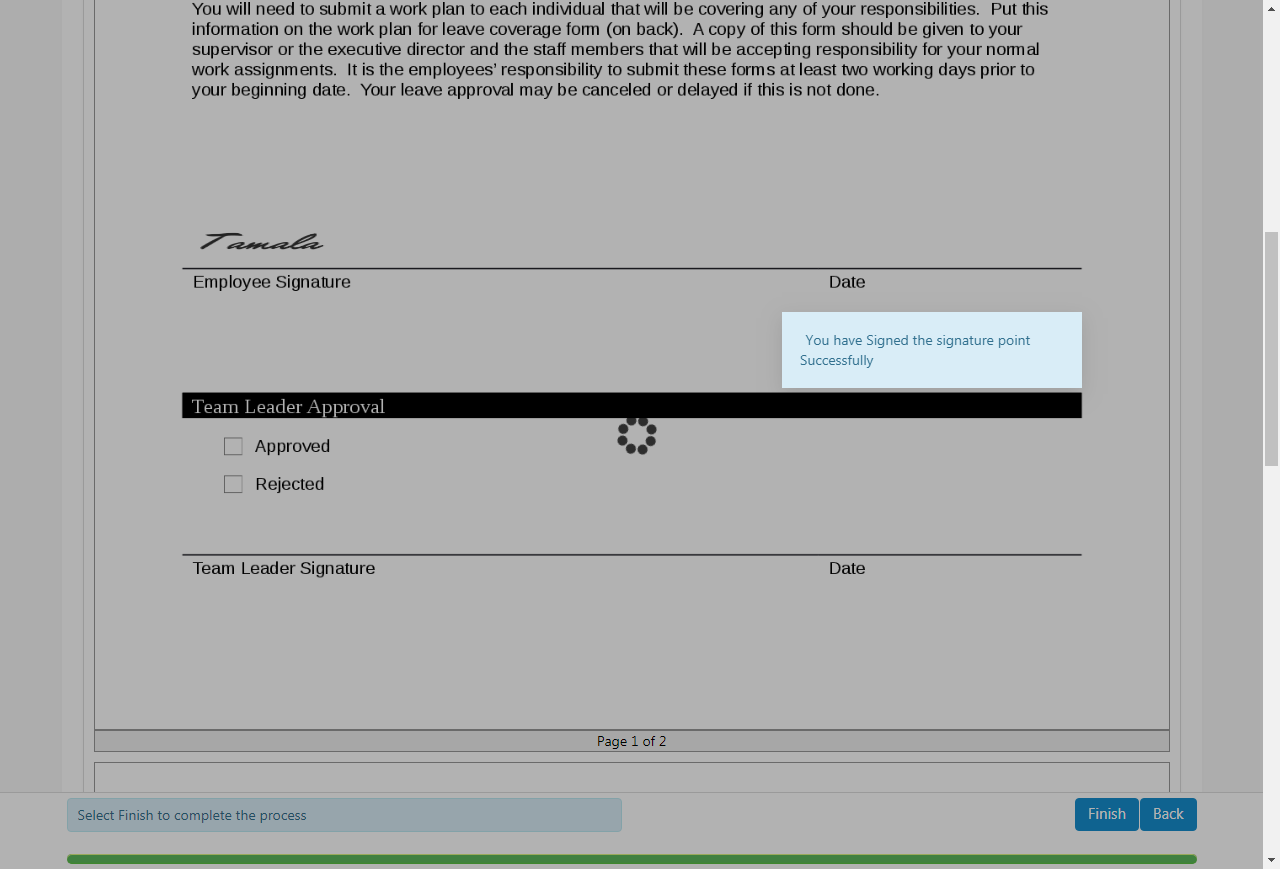 You will need to submit a work plan to each individual that will be covering any of your responsibilities.  Put this
information on the work plan for leave coverage form (on back).  A copy of this form should be given to your
supervisor or the executive director and the staff members that will be accepting responsibility for your normal
work assignments.  It is the employees’ responsibility to submit these forms at least two working days prior to
your beginning date.  Your leave approval may be canceled or delayed if this is not done.
Tamala
Employee Signature
Date
You have Signed the signature point
Successfully
Team Leader Approval
Approved
Rejected
Team Leader Signature
Date
Page 1 of 2
Select Finish to complete the process
Finish
Back